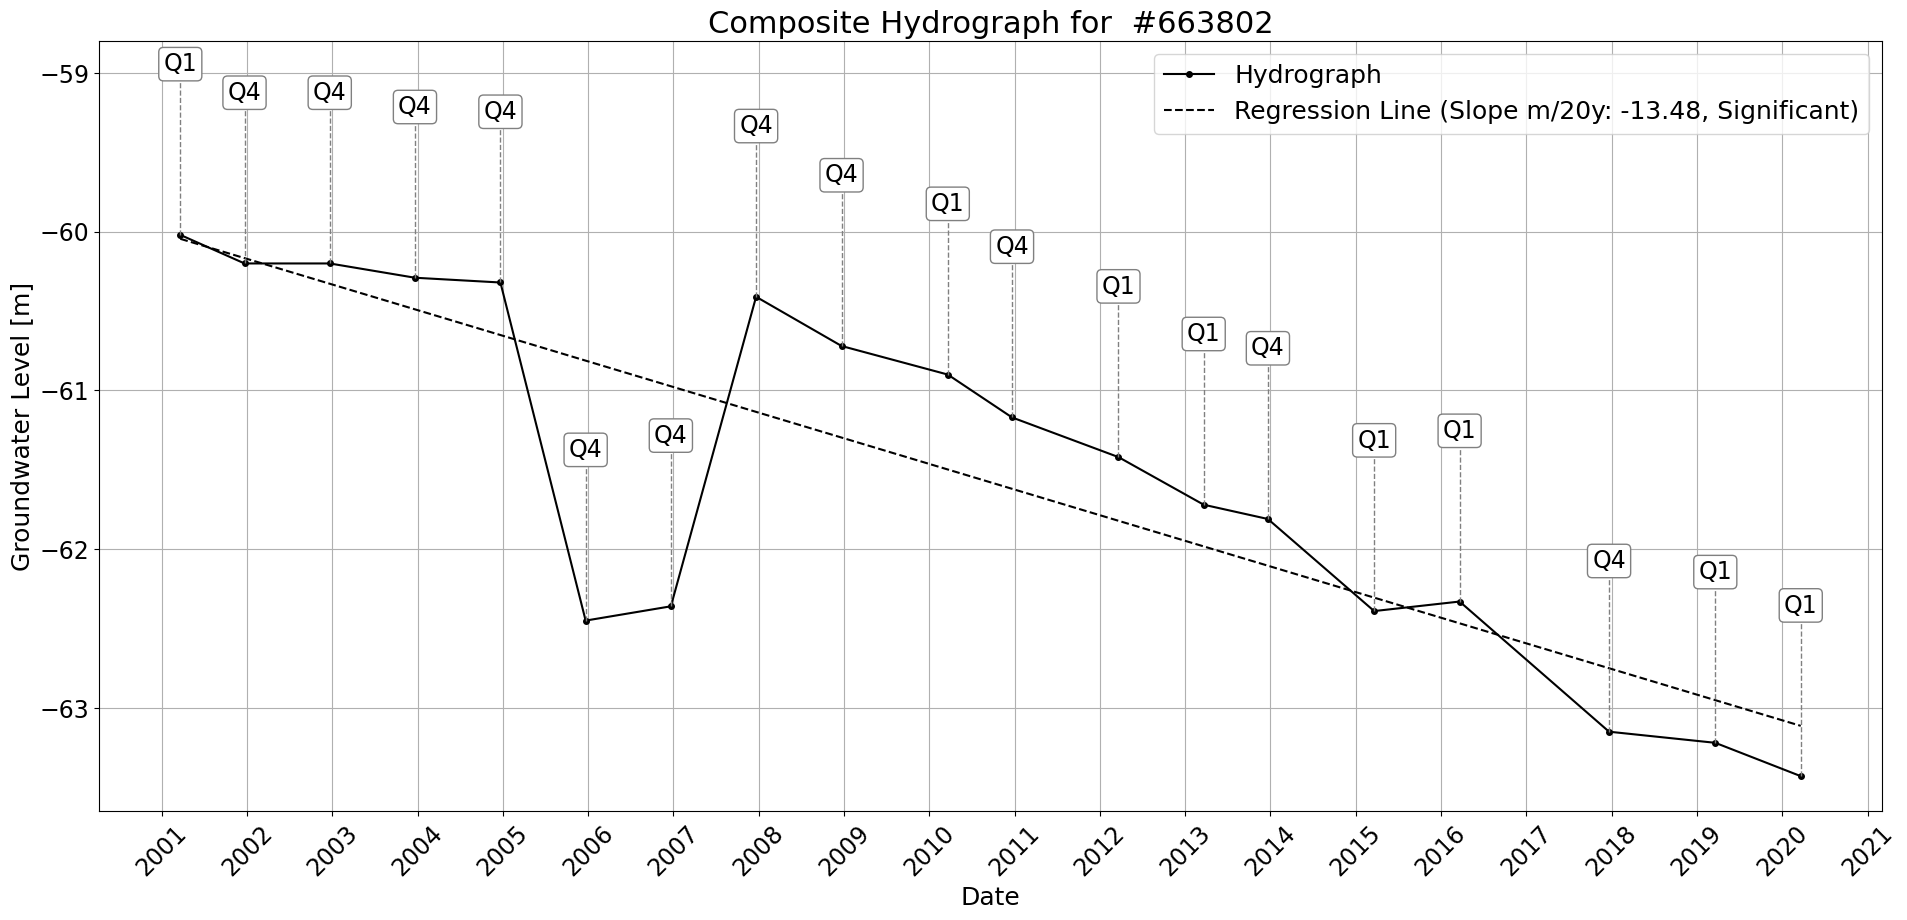 Composite Hydrograph for  #663802
Hydrograph
Regression Line (Slope m/20y: -13.48, Significant)
Q1
Q4
Q4
Q4
Q4
Q4
Q4
Q4
Q4
Q1
Q4
Q1
Q1
Q4
Q1
Q1
Q4
Q1
Q1
−59
−60
−61
−62
−63
Groundwater Level [m]
2001
2002
2003
2004
2005
2006
2007
2008
2009
2010
2011
2012
2013
2014
2015
2016
2017
2018
2019
2020
2021
Date